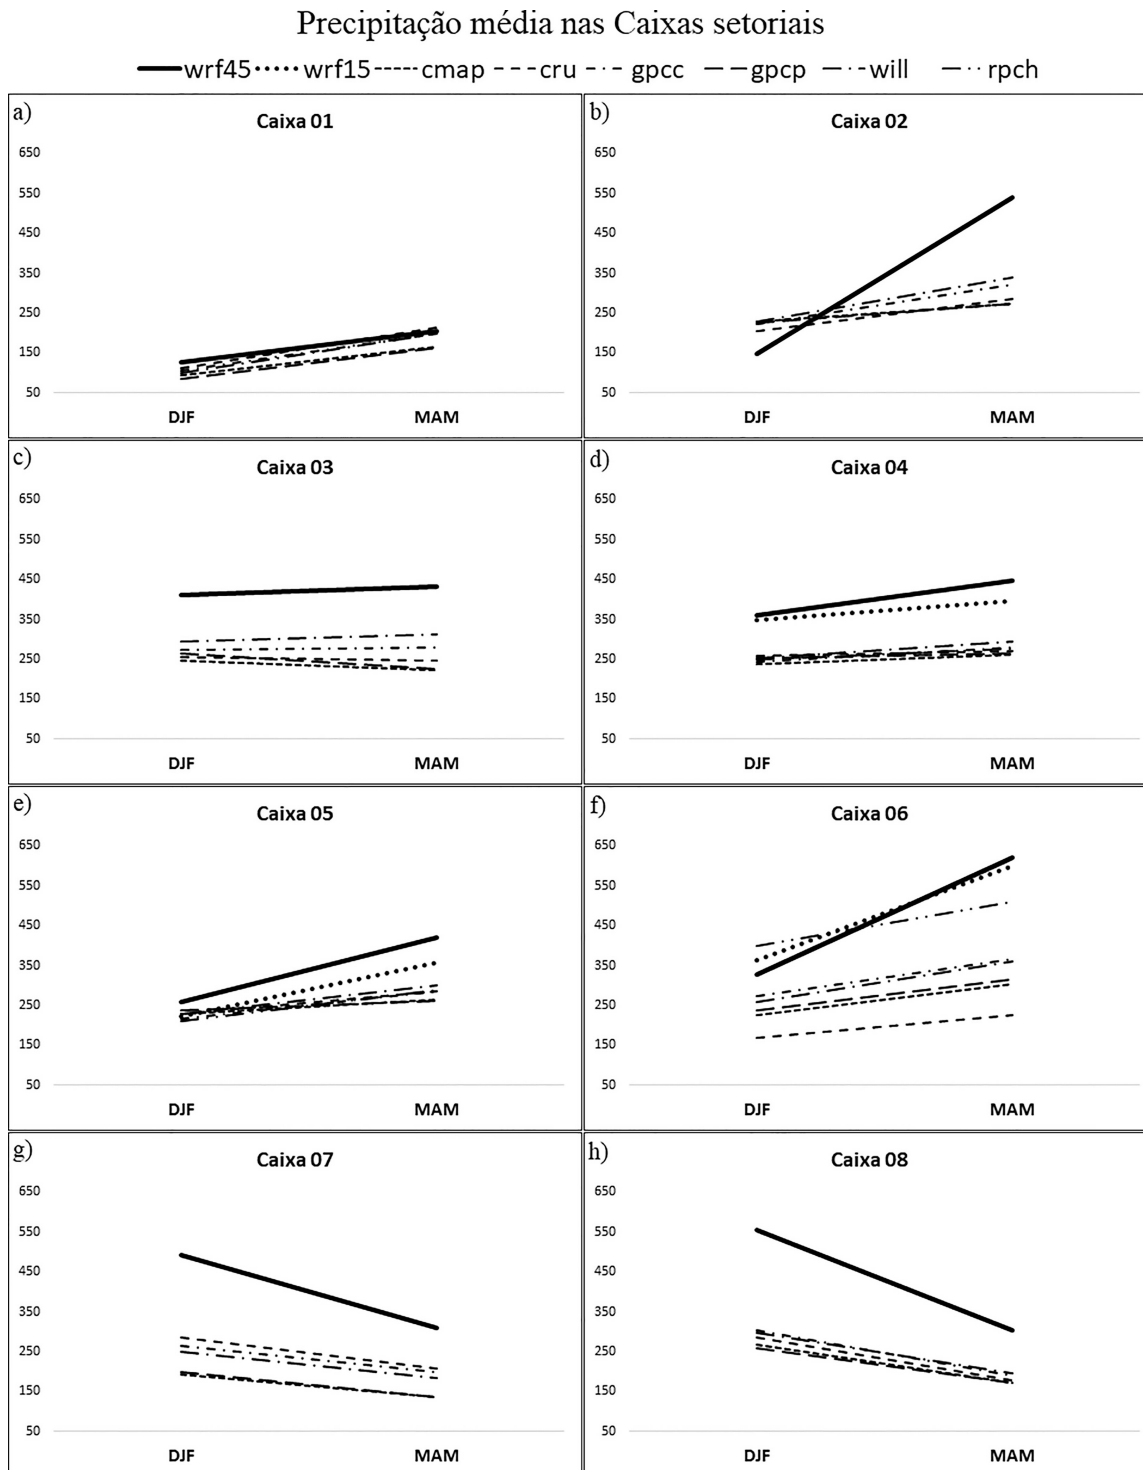 Precipitação média nas Caixas setoriais
wrf45 wrf15 cmap cru gpcc gpcp will rpch
a)
Caixa 01
650
550
450
350
250
150
50
DJF MAM
b)
Caixa 02
650
550
450
350
250
150
50
DJF MAM
c)
Caixa 03
650
550
450
350
250
150
50
DJF MAM
d)
Caixa 04
650
550
450
350
250
150
50
DJF MAM
e)
Caixa 05
650
550
450
350
250
150
50
DJF MAM
f)
Caixa 06
650
550
450
350
250
150
50
DJF MAM
g)
Caixa 07
650
550
450
350
250
150
50
DJF MAM
h)
Caixa 08
650
550
450
350
250
150
50
DJF MAM